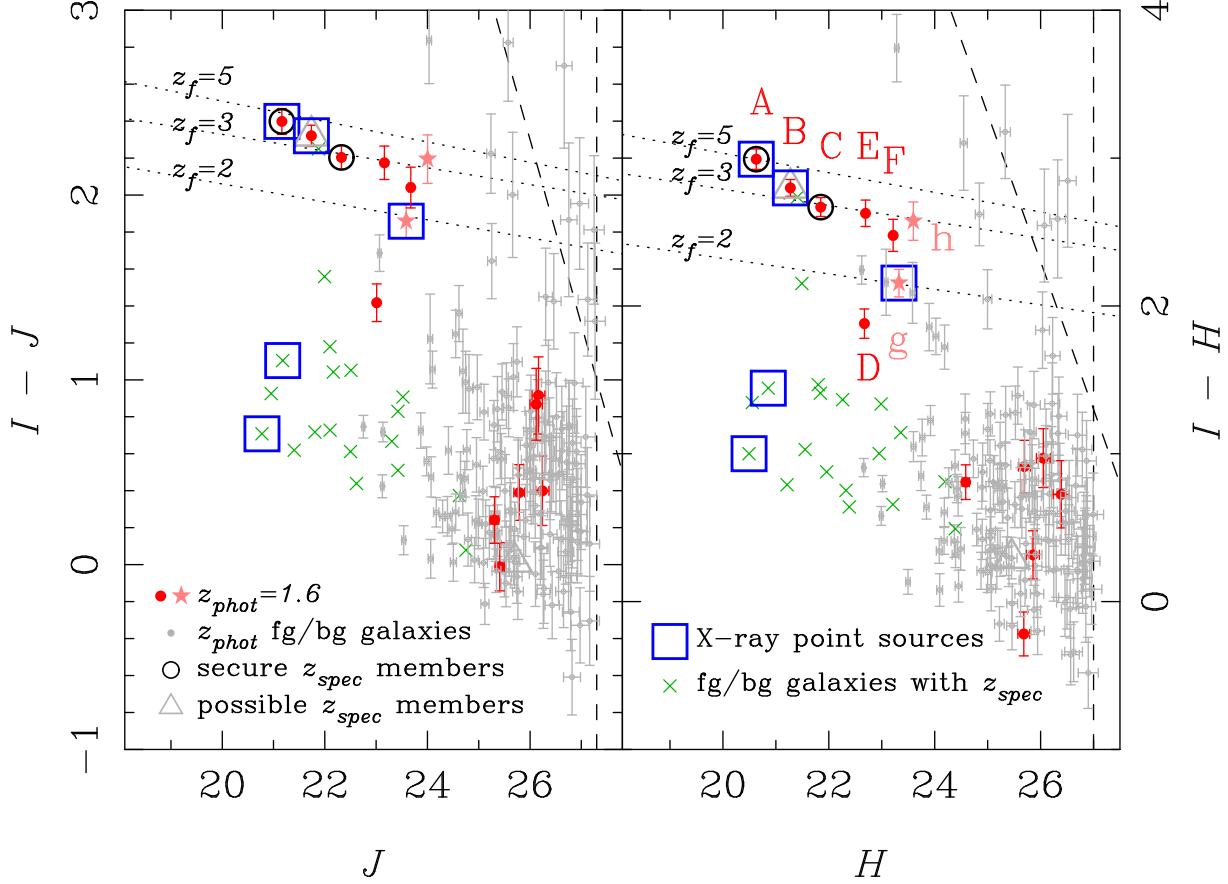 3
4
z_f=5
z_f=3
z_f=2
2
1
0
−1
I − J
z_phot=1.6
z_phot fg/bg galaxies
secure z_spec members
possible z_spec members
20
22
24
26
J
z_f=5
z_f=3
z_f=2
A
B
C
E
F
h
g
D
2
0
I − H
X−ray point sources
fg/bg galaxies with z_spec
20
22
24
26
H